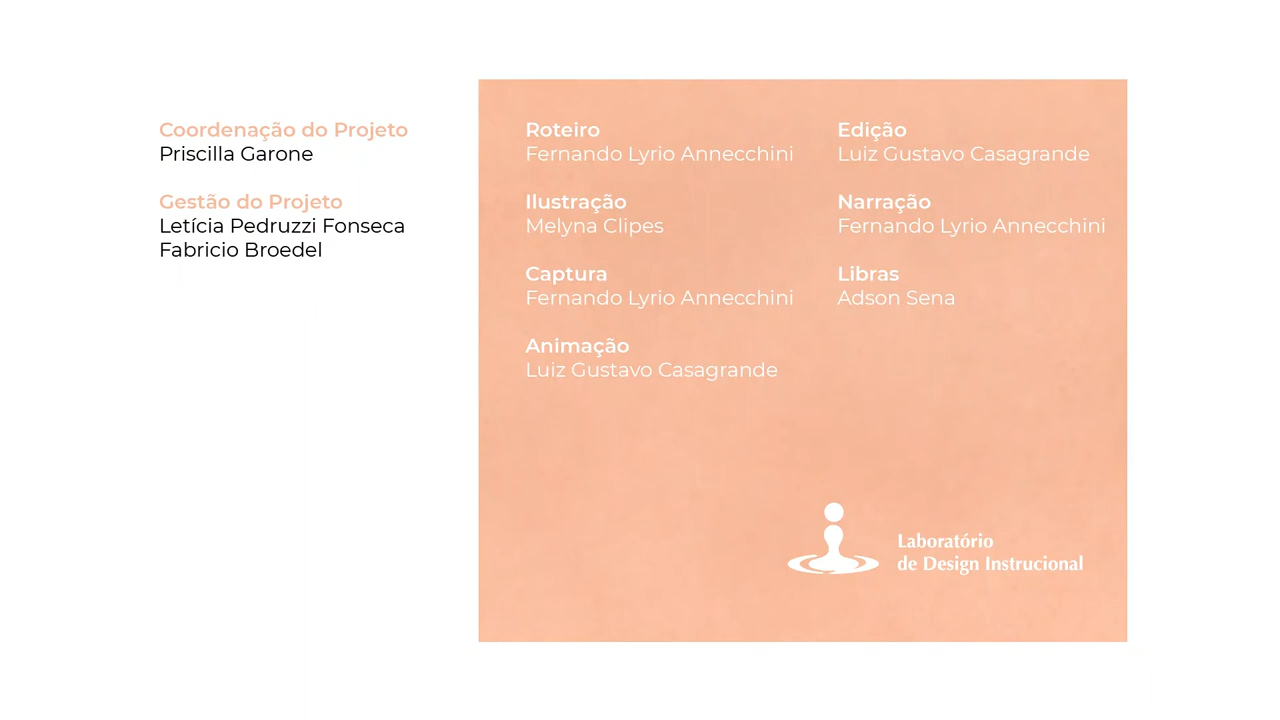 Coordenação do Projeto
Priscilla Garone
Gestão do Projeto
Letícia Pedruzzi Fonseca
Fabricio Broedel
Roteiro
Fernando Lyrio Annecchini
Ilustração
Melyna Clipes
Captura
Fernando Lyrio Annecchini
Animação
Luiz Gustavo Casagrande
Edição
Luiz Gustavo Casagrande
Narração
Fernando Lyrio Annecchini
Libras
Adson Sena
Laboratório
de Design Instrucional